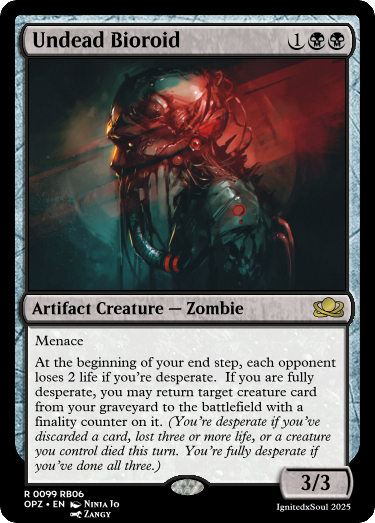 Undead Bioroid 1
Artifact Creature — Zombie
Menace
At the beginning of your end step, each opponent
loses 2 life if you're desperate.  If you are fully
desperate, you may return target creature card
from your graveyard to the battlefield with a
finality counter on it. (You're desperate if you've
discarded a card, lost three or more life, or a creature
you control died this turn. You're fully desperate if
you've done all three.)
3/3
R 0099 RB06
OPZ • EN Ninja Jo
Zangy
IgnitedxSoul 2025